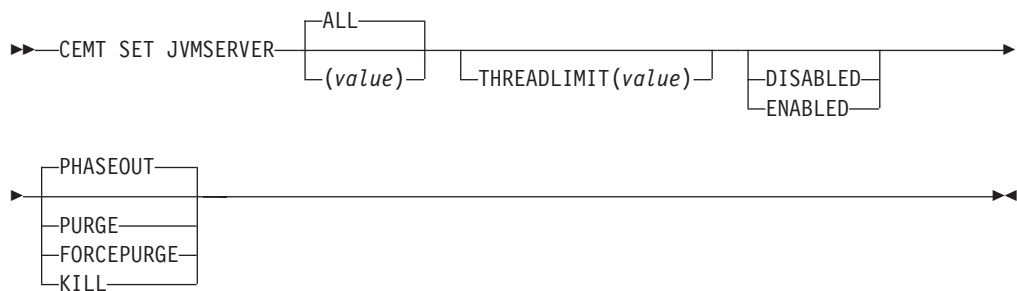 ALL
CEMT SET JVMSERVER
(value)
THREADLIMIT(value)
DISABLED
ENABLED
PHASEOUT
PURGE
FORCEPURGE
KILL